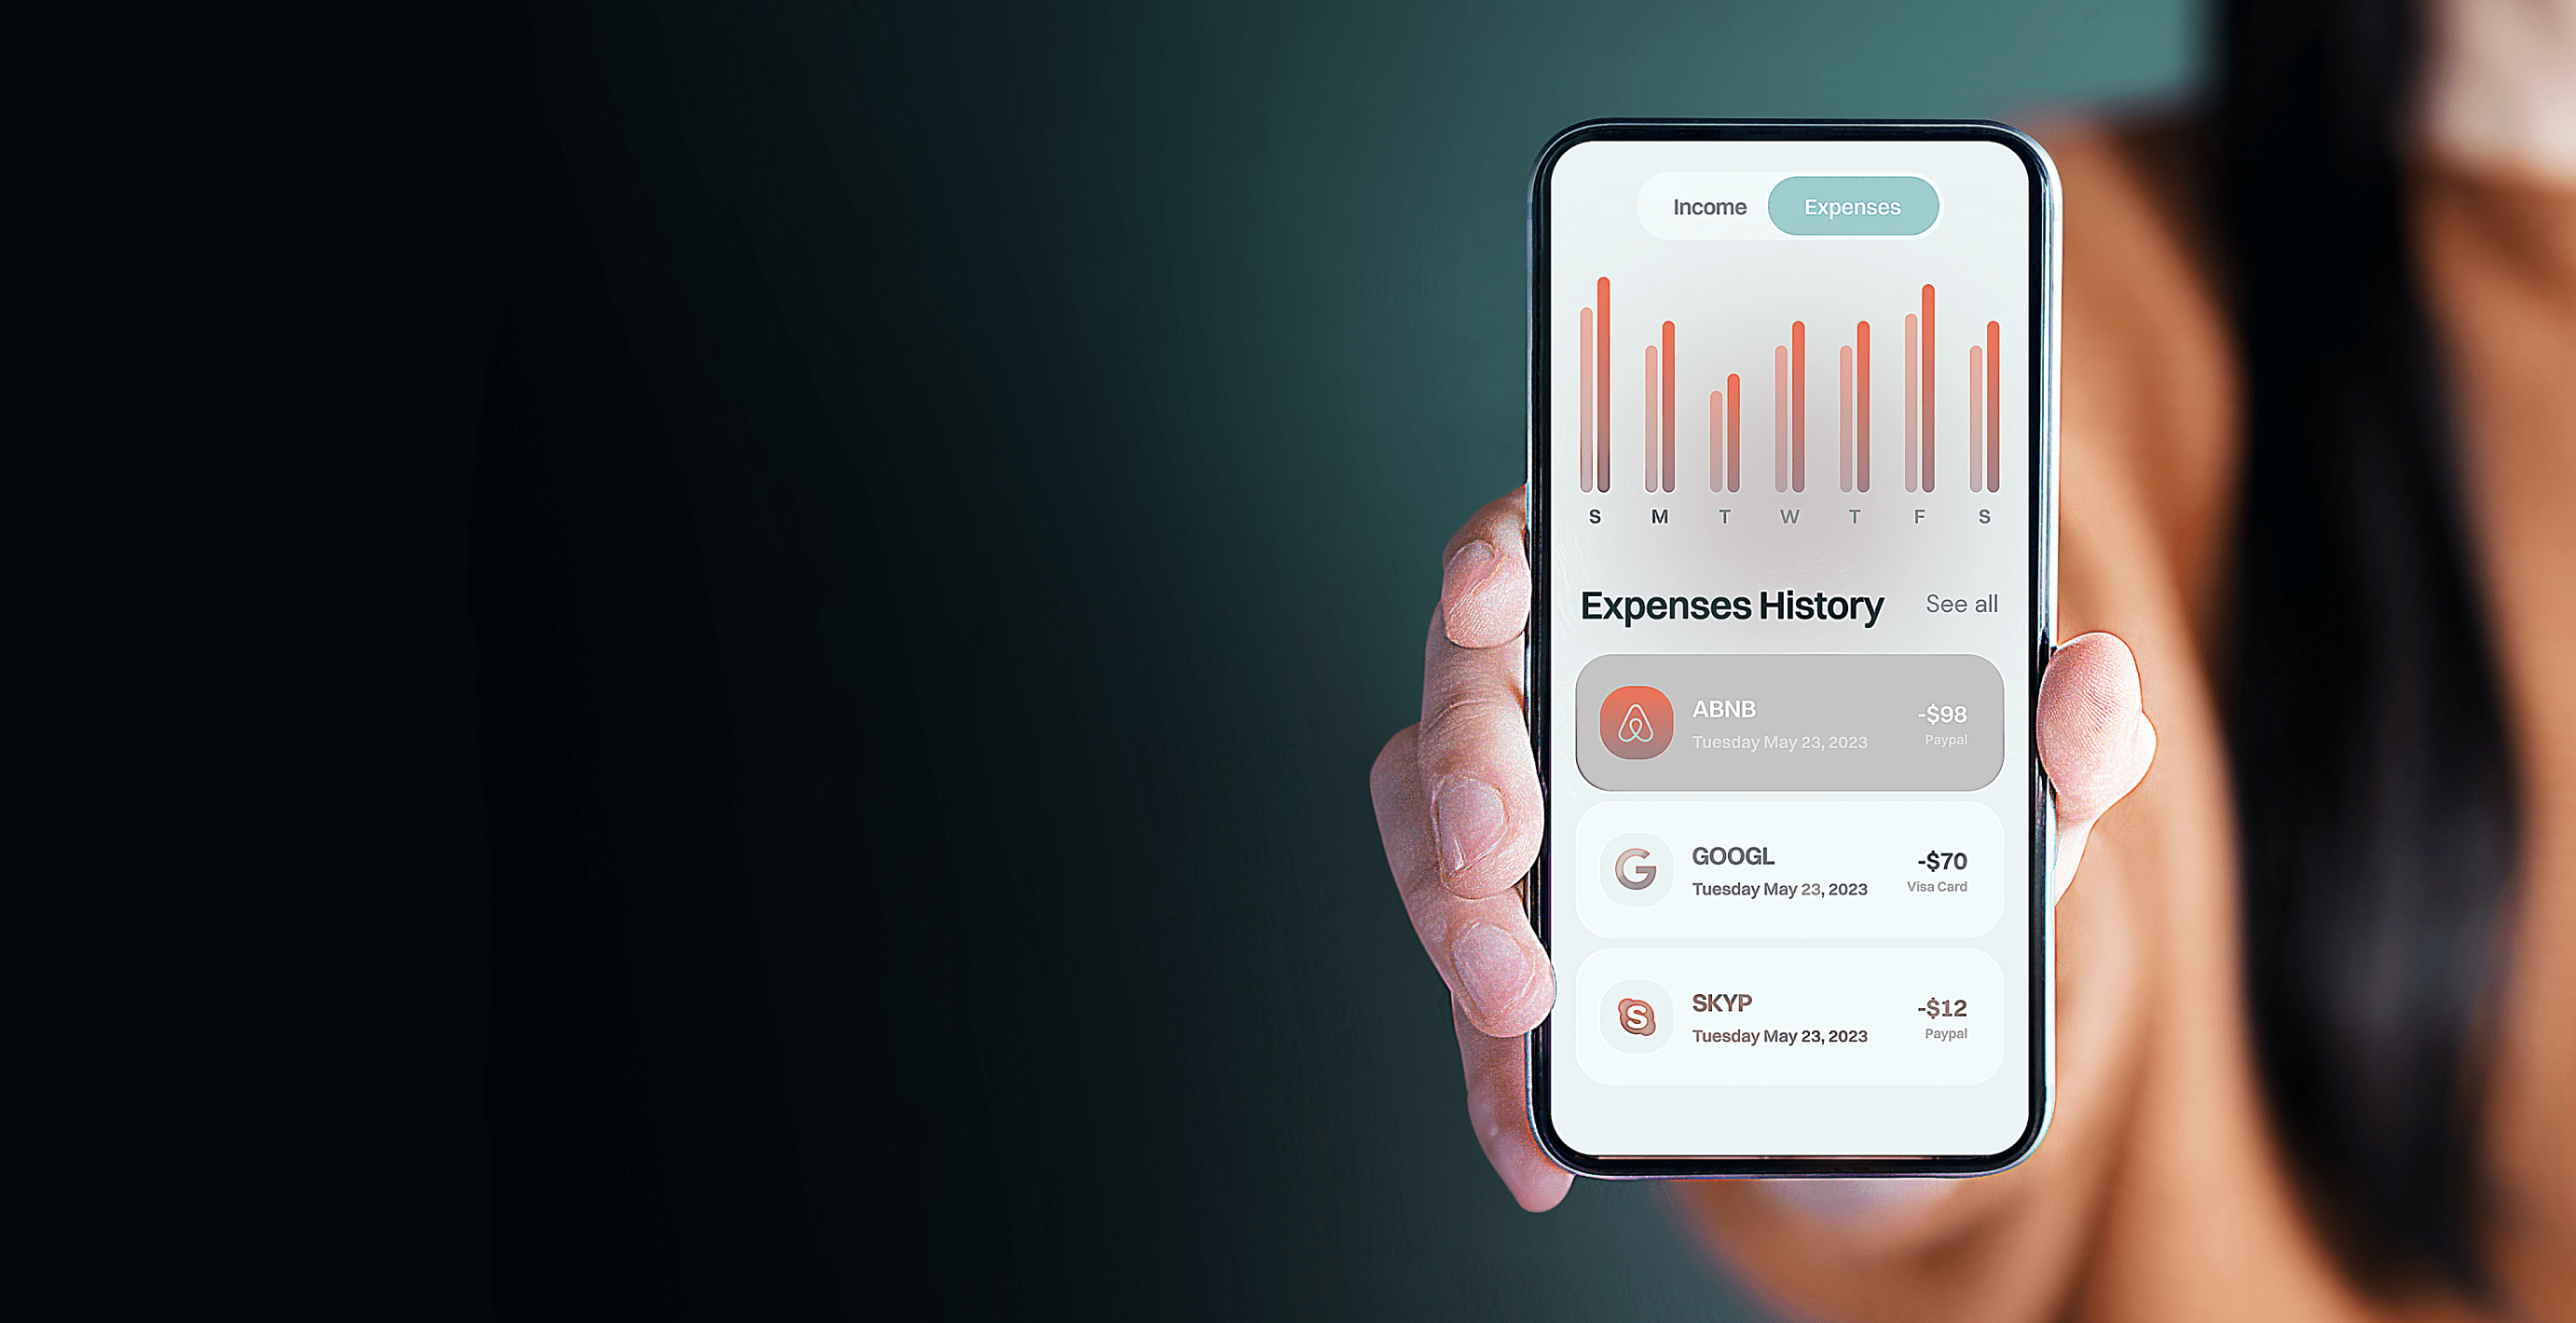 Income Expenses
S M T W T F S
Expenses History See all
ABNB -$98
Tuesday May 23, 2023 Paypal
GOOGL -$70
Tuesday May 23, 2023 Visa Card
SKYP -$12
Tuesday May 23, 2023 Paypal